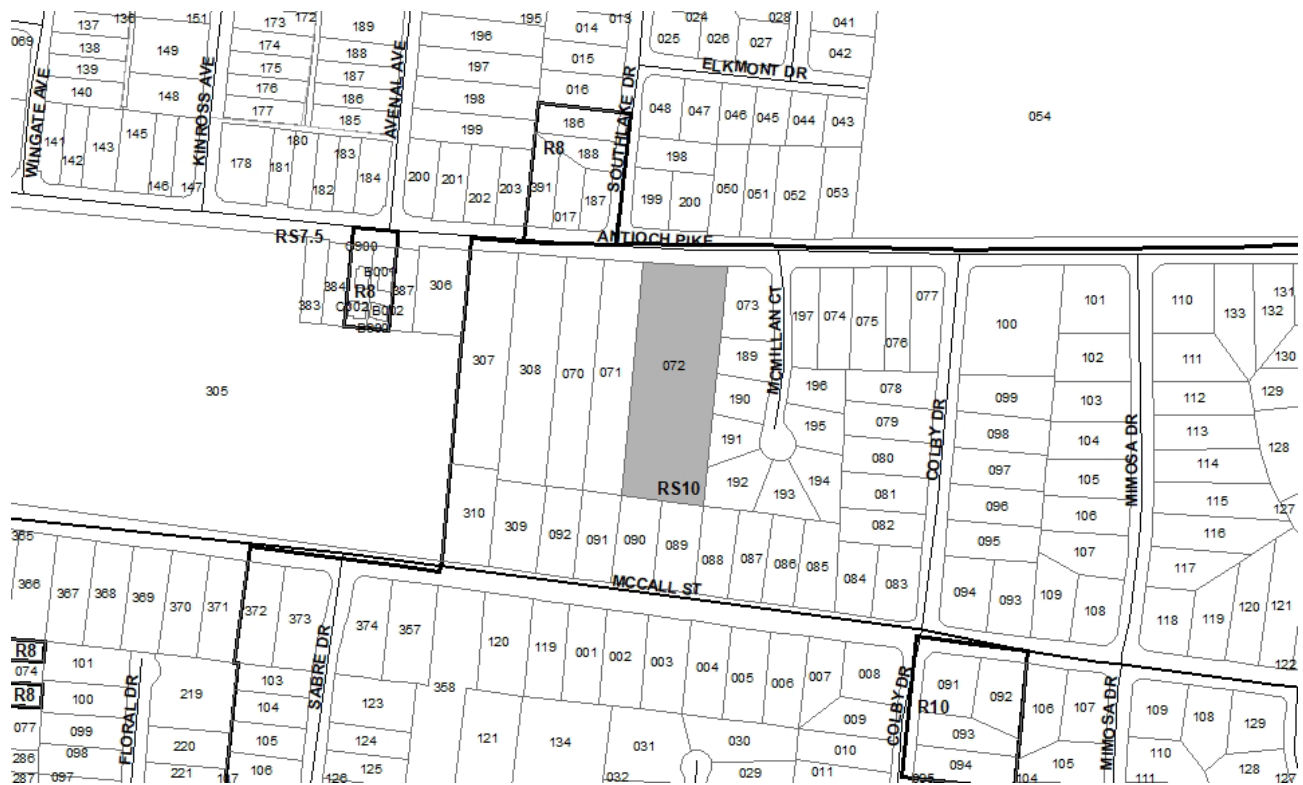 137 136 151 173 172 189 196 195 014 013 024 028 041
069 138 149 174 188 025 026 027 042
139 175 187 197 015 ELKMONT DR
140 148 176 186 198 016 048 047 046 045 044 043 054
WINGATE AVE KINROSS AVE 177 185 AVENAL AVE 199 186 SOUTHLAKE DR
141 142 143 145 180 183 R8 188 198
178 181 184 200 201 202 203 391 187 199 200 050 051 052 053
146 147 182 017
RS7.5 ANTIOCH PIKE
C900 B001 306 077 101 110 131
384 R8 387 073 197 074 075 076 100 133 132
383 C002 B002
307 308 070 071 072 189 MCMILLAN CT 102 111 130
305 190 196 078 099 103 112 129
191 195 079 098 104 113 128
080 COLBY DR 097 MIMOSA DR 114
RS10 192 193 194 081 105 115
310 309 092 091 090 089 082 096 106 116 127
088 087 086 085 084 083 095 107 117
365
366 367 368 369 370 371 372 373 MCCALL ST
374 357 094 093 109 108 118 119 120 121
SABRE DR 120 119 001 002 003 004 005 006 007 008 122
R8 101 103 358 091 092
074 219 COLBY DR R10 106 107 109 108 129
R8 100 104 123 009 093 MIMOSA DR
077 099 FLORAL DR 105 124 121 134 031 030 010 094 105 110
286 098 220 106 125 029 011 128
287 097 221 107 126 032 095 104 111 127